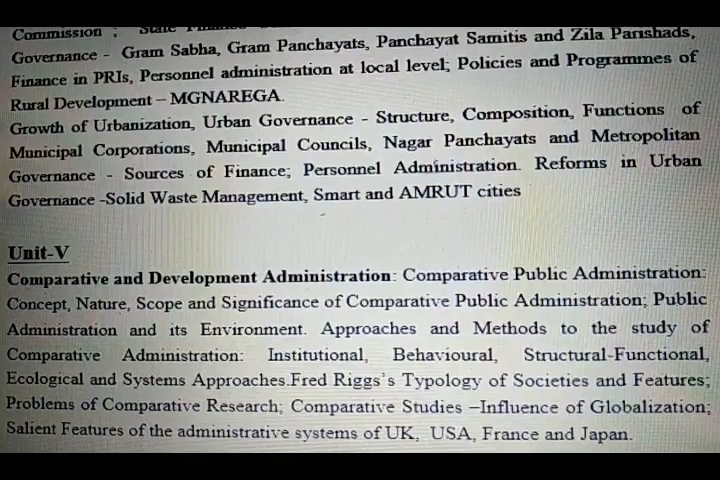 Commission ; State
Governance - Gram Sabha, Gram Panchayats, Panchayat Samitis and Zila Parishads,
Finance in PRIs, Personnel administration at local level; Policies and Programmes of
Rural Development – MGNAREGA.
Growth of Urbanization, Urban Governance - Structure, Composition, Functions of
Municipal Corporations, Municipal Councils, Nagar Panchayats and Metropolitan
Governance - Sources of Finance; Personnel Administration. Reforms in Urban
Governance -Solid Waste Management, Smart and AMRUT cities
Unit-V
Comparative and Development Administration: Comparative Public Administration:
Concept, Nature, Scope and Significance of Comparative Public Administration; Public
Administration and its Environment. Approaches and Methods to the study of
Comparative Administration: Institutional, Behavioural, Structural-Functional,
Ecological and Systems Approaches.Fred Riggs's Typology of Societies and Features;
Problems of Comparative Research; Comparative Studies –Influence of Globalization;
Salient Features of the administrative systems of UK, USA, France and Japan.